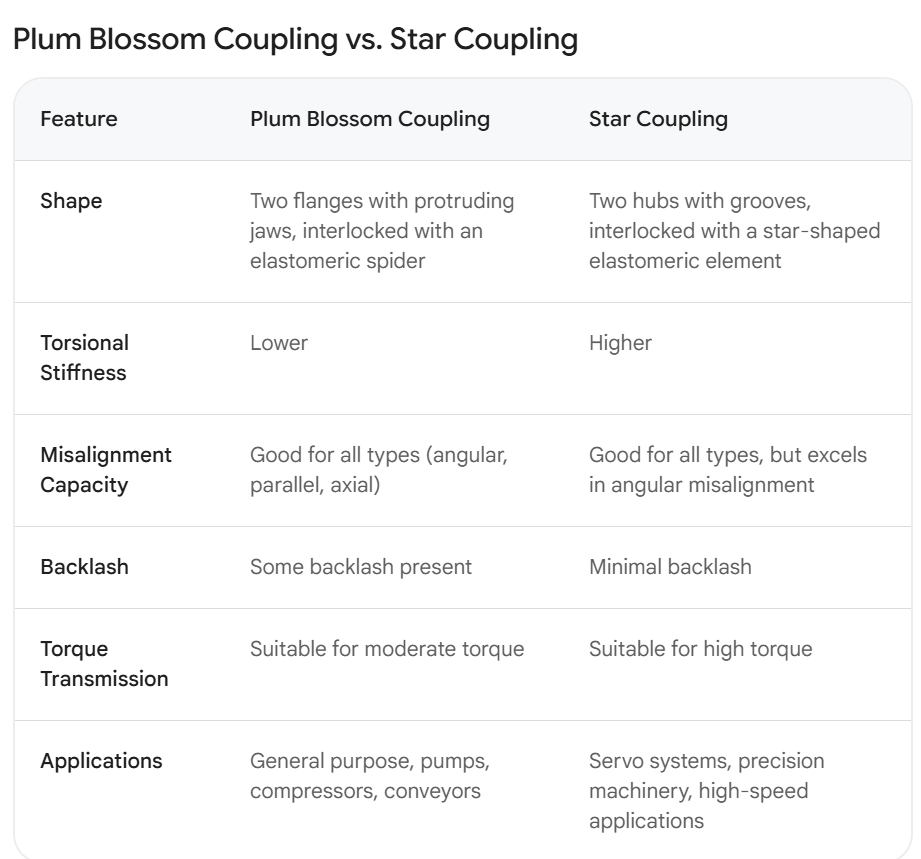 Plum Blossom Coupling vs. Star Coupling
Feature
Plum Blossom Coupling
Star Coupling
Shape
Two flanges with protruding
jaws, interlocked with an
elastomeric spider
Two hubs with grooves,
interlocked with a star-shaped
elastomeric element
Torsional
Stiffness
Lower
Higher
Misalignment
Capacity
Good for all types (angular,
parallel, axial)
Good for all types, but excels
in angular misalignment
Backlash
Some backlash present
Minimal backlash
Torque
Transmission
Suitable for moderate torque
Suitable for high torque
Applications
General purpose, pumps,
compressors, conveyors
Servo systems, precision
machinery, high-speed
applications